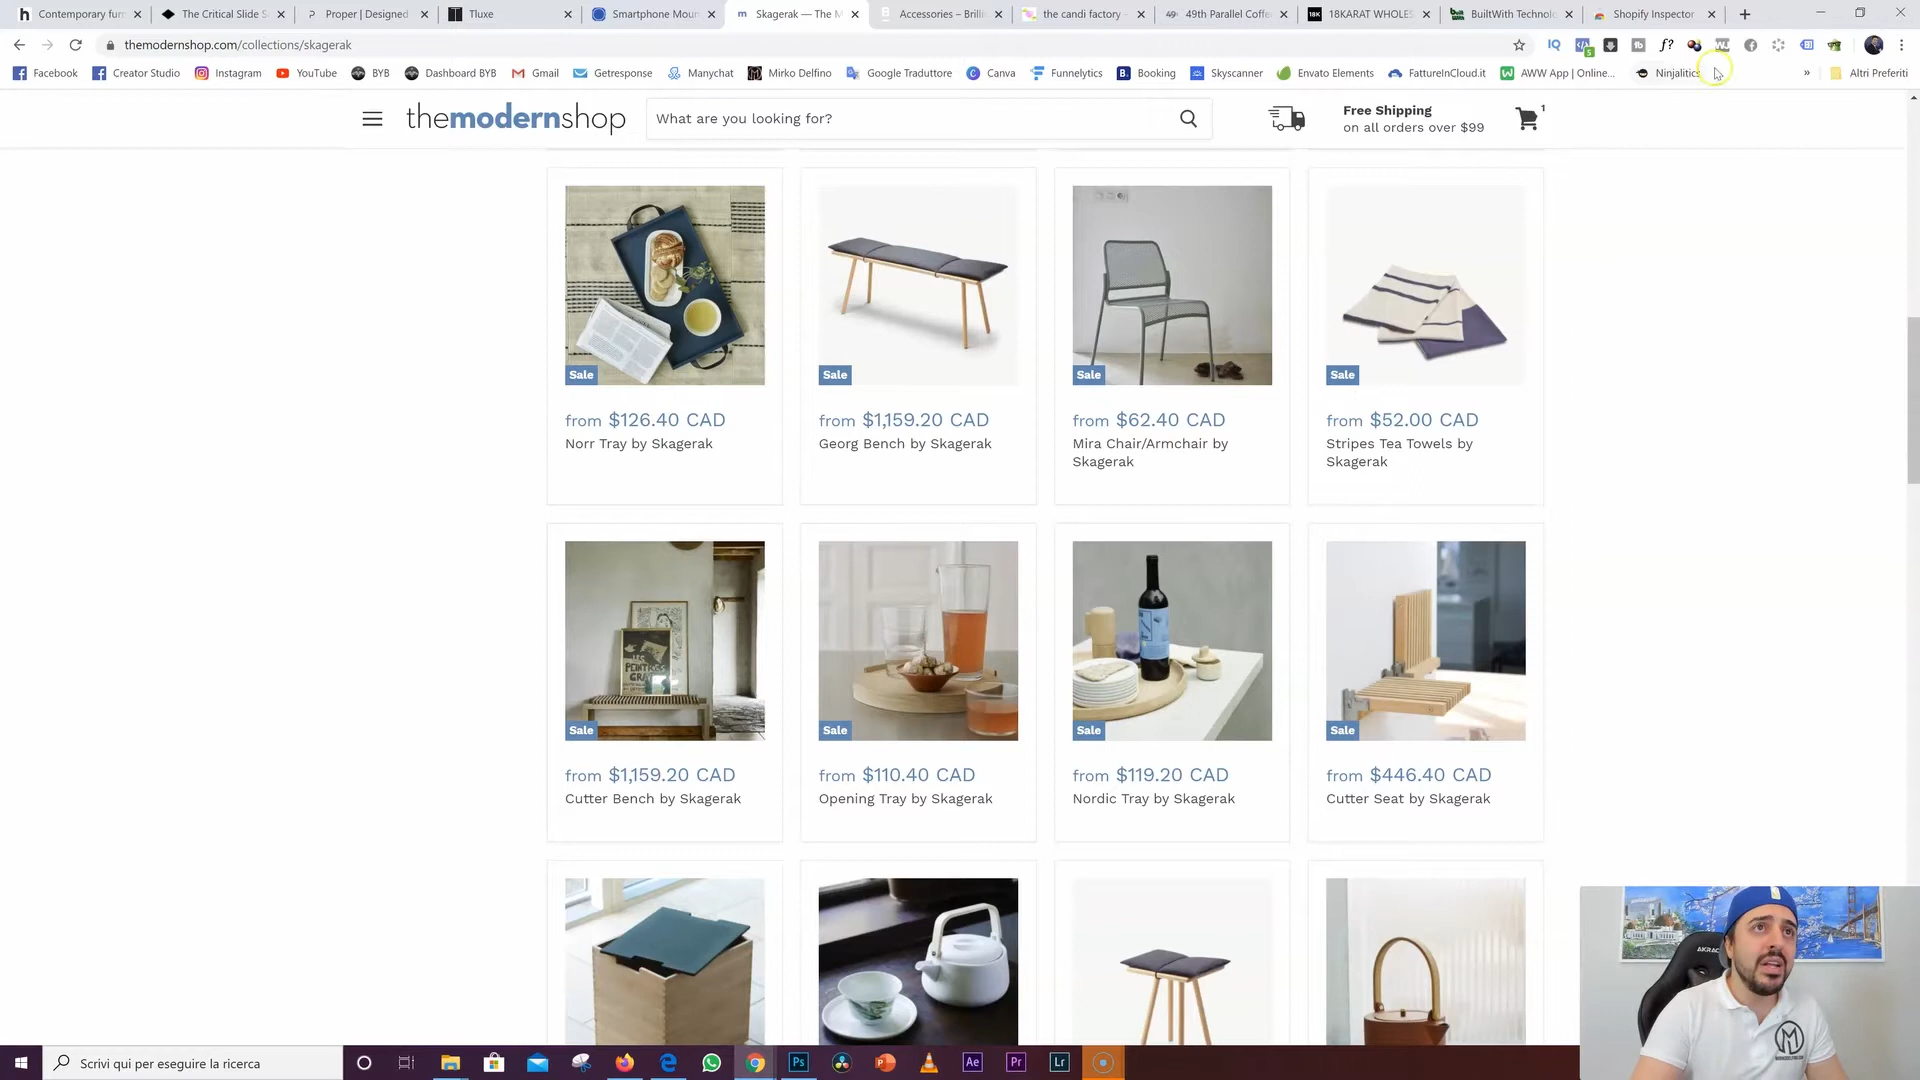 Contemporary furn
The Critical Slide S
Proper | Designed
Tluxe
Smartphone Moun
Skagerak — The M
Accessories – Brilli
the candi factory –
49th Parallel Coffee
18KARAT WHOLES
BuiltWith Technolo
Shopify Inspector
themodernshop.com/collections/skagerak
Facebook
Creator Studio
Instagram
YouTube
BYB
Dashboard BYB
Gmail
Getresponse
Manychat
Mirko Delfino
Google Traduttore
Canva
Funnelytics
Booking
Skyscanner
Envato Elements
FattureInCloud.it
AWW App | Online...
Ninjalitics
»
Altri Preferiti
themodernshop
What are you looking for?
Free Shipping
on all orders over $99
1
Sale
Sale
Sale
Sale
from $126.40 CAD
Norr Tray by Skagerak
from $1,159.20 CAD
Georg Bench by Skagerak
from $62.40 CAD
Mira Chair/Armchair by
Skagerak
from $52.00 CAD
Stripes Tea Towels by
Skagerak
Sale
Sale
Sale
Sale
from $1,159.20 CAD
Cutter Bench by Skagerak
from $110.40 CAD
Opening Tray by Skagerak
from $119.20 CAD
Nordic Tray by Skagerak
from $446.40 CAD
Cutter Seat by Skagerak
AKRAC
Scrivi qui per eseguire la ricerca
Ps
Ae
Pr
Lr